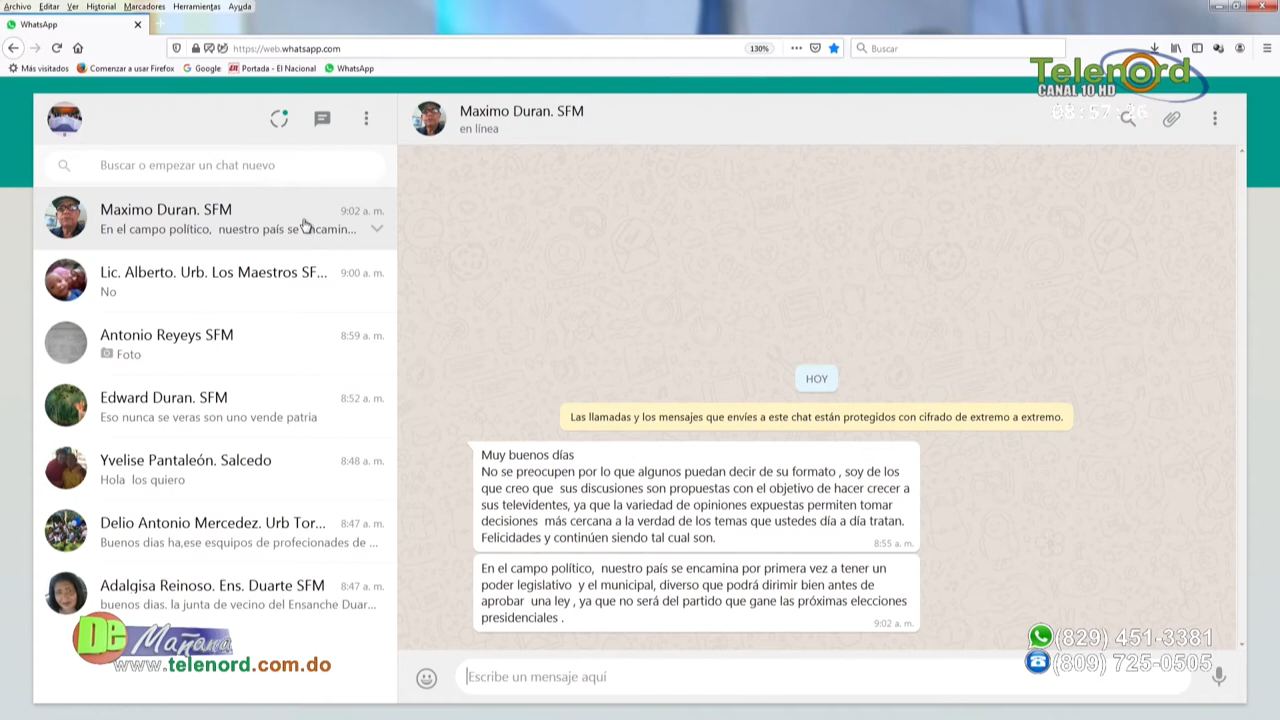 Archivo Editar Ver Historial Marcadores Herramientas Ayuda
WhatsApp
https://web.whatsapp.com
130%
Buscar
Más visitados Comenzar a usar Firefox Google Portada - El Nacional WhatsApp
Telenord
CANAL 10.HD
08:57:26
Maximo Duran. SFM
en línea
Buscar o empezar un chat nuevo
Maximo Duran. SFM 9:02 a. m.
En el campo político, nuestro país se encamin...
Lic. Alberto. Urb. Los Maestros SF... 9:00 a. m.
No
Antonio Reyeys SFM 8:59 a. m.
Foto
Edward Duran. SFM 8:52 a. m.
Eso nunca se veras son uno vende patria
Yvelise Pantaleón. Salcedo 8:48 a. m.
Hola los quiero
Delio Antonio Mercedez. Urb Tor... 8:47 a. m.
Buenos dias ha,ese esquipos de profecionades de ...
Adalgisa Reinoso. Ens. Duarte SFM 8:47 a. m.
buenos dias. la junta de vecino del Ensanche Duar...
HOY
Las llamadas y los mensajes que envíes a este chat están protegidos con cifrado de extremo a extremo.
Muy buenos días
No se preocupen por lo que algunos puedan decir de su formato , soy de los
que creo que sus discusiones son propuestas con el objetivo de hacer crecer a
sus televidentes, ya que la variedad de opiniones expuestas permiten tomar
decisiones más cercana a la verdad de los temas que ustedes día a día tratan.
Felicidades y continúen siendo tal cual son.
8:55 a. m.
En el campo político, nuestro país se encamina por primera vez a tener un
poder legislativo y el municipal, diverso que podrá dirimir bien antes de
aprobar una ley , ya que no será del partido que gane las próximas elecciones
presidenciales .
9:02 a. m.
Escribe un mensaje aquí
De Mañana
www.telenord.com.do
(829) 451-3381
(809) 725-0505